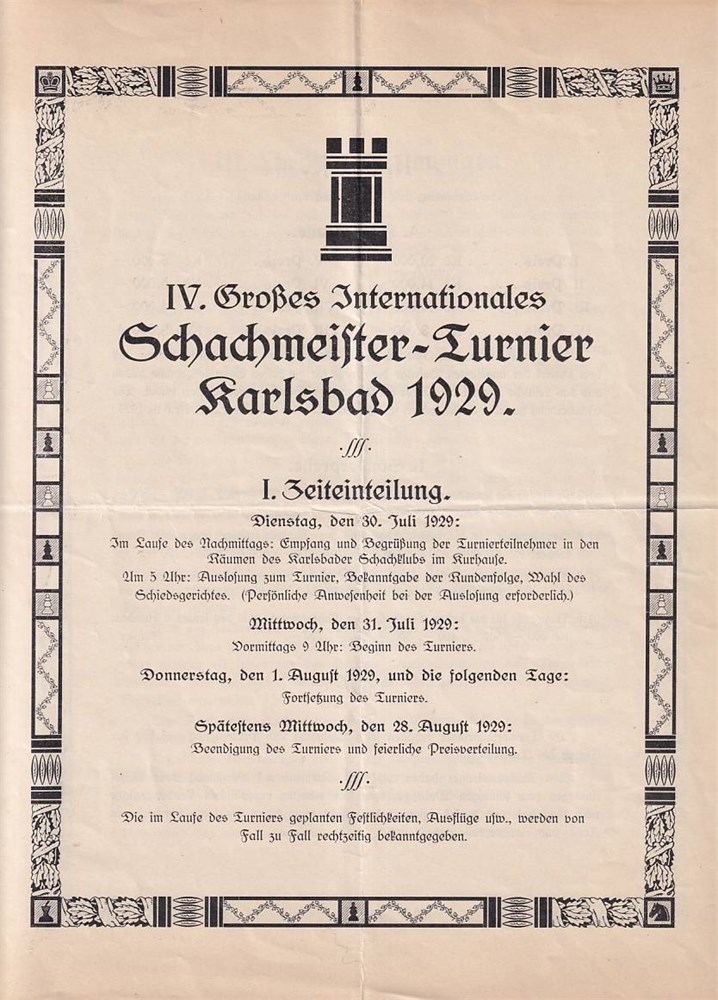 IV. Großes Internationales
Schachmeister-Turnier
Karlsbad 1929.
I. Zeiteinteilung.
Dienstag, den 30. Juli 1929:
Im Laufe des Nachmittags: Empfang und Begrüßung der Turnierteilnehmer in den
Räumen des Karlsbader Schachklubs im Kurhause.
Um 5 Uhr: Auslosung zum Turnier, Bekanntgabe der Rundenfolge, Wahl des
Schiedsgerichtes. (Persönliche Anwesenheit bei der Auslosung erforderlich.)
Mittwoch, den 31. Juli 1929:
Vormittags 9 Uhr: Beginn des Turniers.
Donnerstag, den 1. August 1929, und die folgenden Tage:
Fortsetzung des Turniers.
Spätestens Mittwoch, den 28. August 1929:
Beendigung des Turniers und feierliche Preisverteilung.
Die im Laufe des Turniers geplanten Festlichkeiten, Ausflüge usw., werden von
Fall zu Fall rechtzeitig bekanntgegeben.